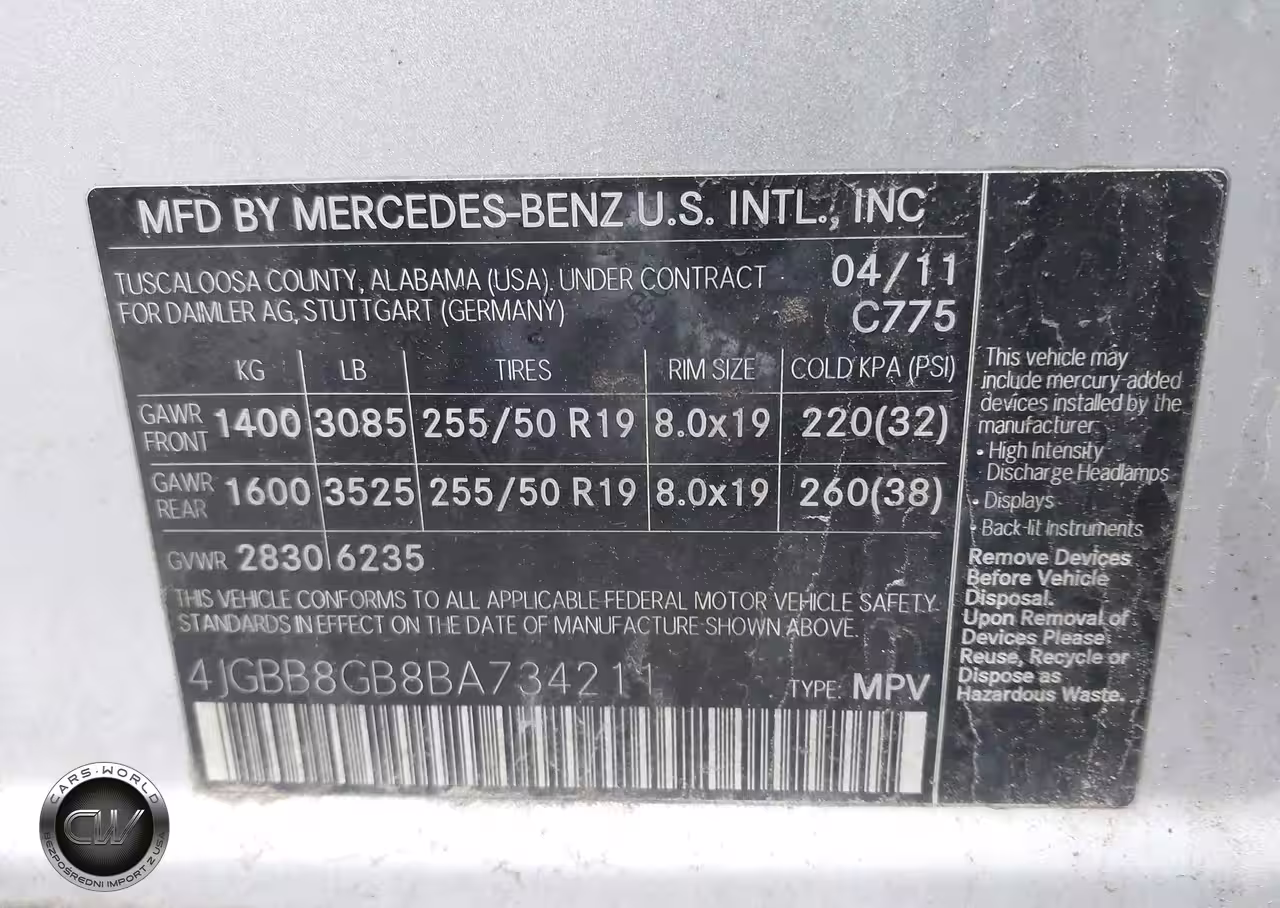 MFD BY MERCEDES-BENZ U.S. INTL., INC
TUSCALOOSA COUNTY, ALABAMA (USA). UNDER CONTRACT
FOR DAIMLER AG, STUTTGART (GERMANY)
04/11
C775
KG LB TIRES RIM SIZE COLD KPA (PSI)
GAWR FRONT 1400 3085 255/50 R19 8.0x19 220(32)
GAWR REAR 1600 3525 255/50 R19 8.0x19 260(38)
GVWR 2830 6235
THIS VEHICLE CONFORMS TO ALL APPLICABLE FEDERAL MOTOR VEHICLE SAFETY
STANDARDS IN EFFECT ON THE DATE OF MANUFACTURE SHOWN ABOVE.
4JGBB8GB8BA734211
TYPE: MPV
This vehicle may
include mercury-added
devices installed by the
manufacturer:
• High Intensity
Discharge Headlamps
• Displays
• Back-lit Instruments
Remove Devices
Before Vehicle
Disposal.
Upon Removal of
Devices Please
Reuse, Recycle or
Dispose as
Hazardous Waste.
CARS-WORLD
CW
BEZPOSREDNI IMPORT Z USA